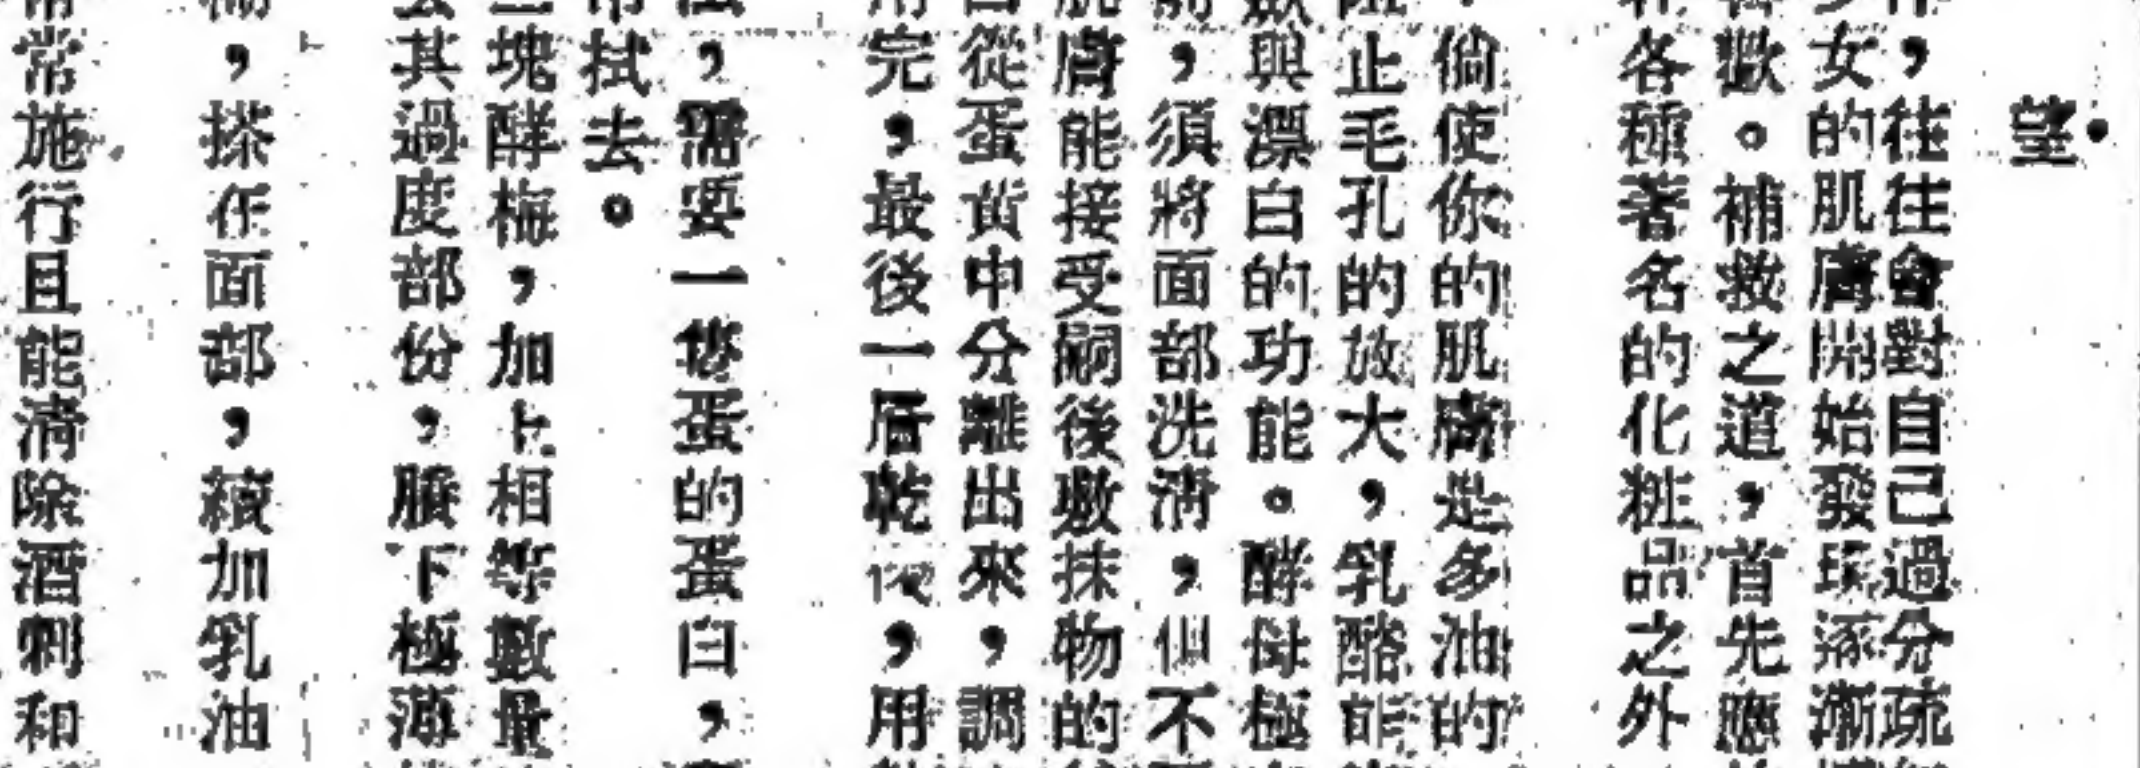 望•
，往往會對自己過分疏
女的肌膚開始發現逐漸
歉。補救之道，首先應
各種著名的化粧品之外
倘使你的肌膚是多油的
止毛孔的放大，乳酪能
與漂白的功能。酵母極
，須將面部洗清，但不
膚能接受嗣後敷抹物的
從蛋黃中分離出來，調
完，最後一層乾後，用
，需要一隻蛋的蛋白，
拭去。
塊酵梅，加上相等數量
其過度部份，賸下極薄
，搽在面部，續加乳油
常施行且能清除酒刺和